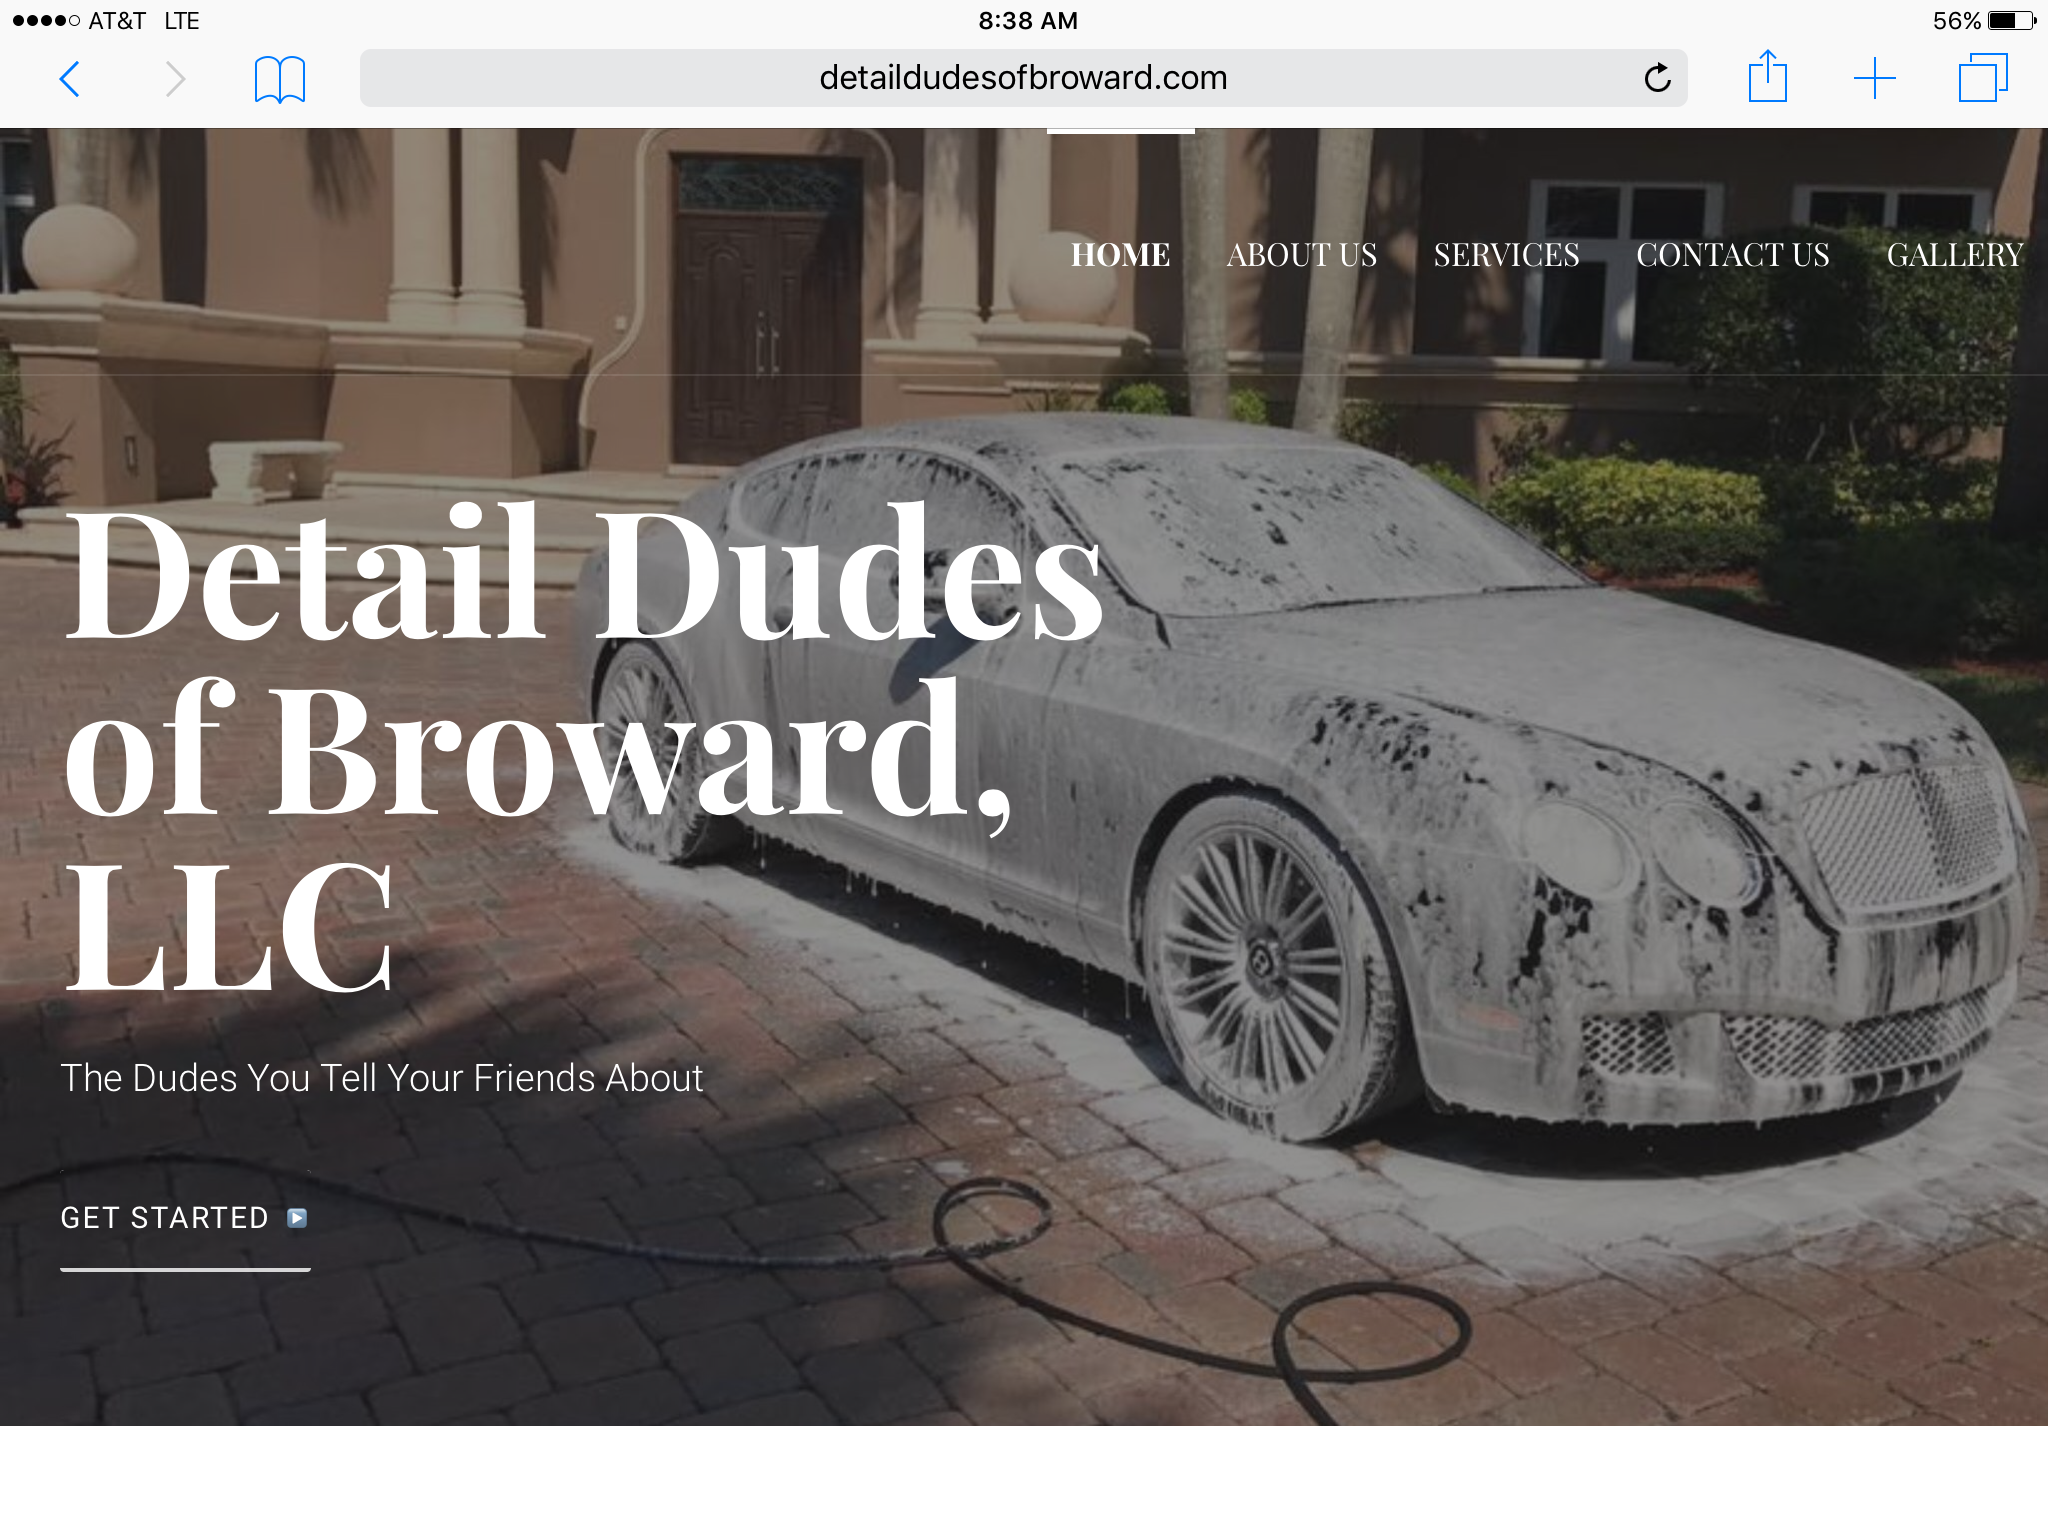 AT&T LTE 8:38 AM 56%
detaildudesofbroward.com
HOME ABOUT US SERVICES CONTACT US GALLERY
Detail Dudes
of Broward,
LLC
The Dudes You Tell Your Friends About
GET STARTED